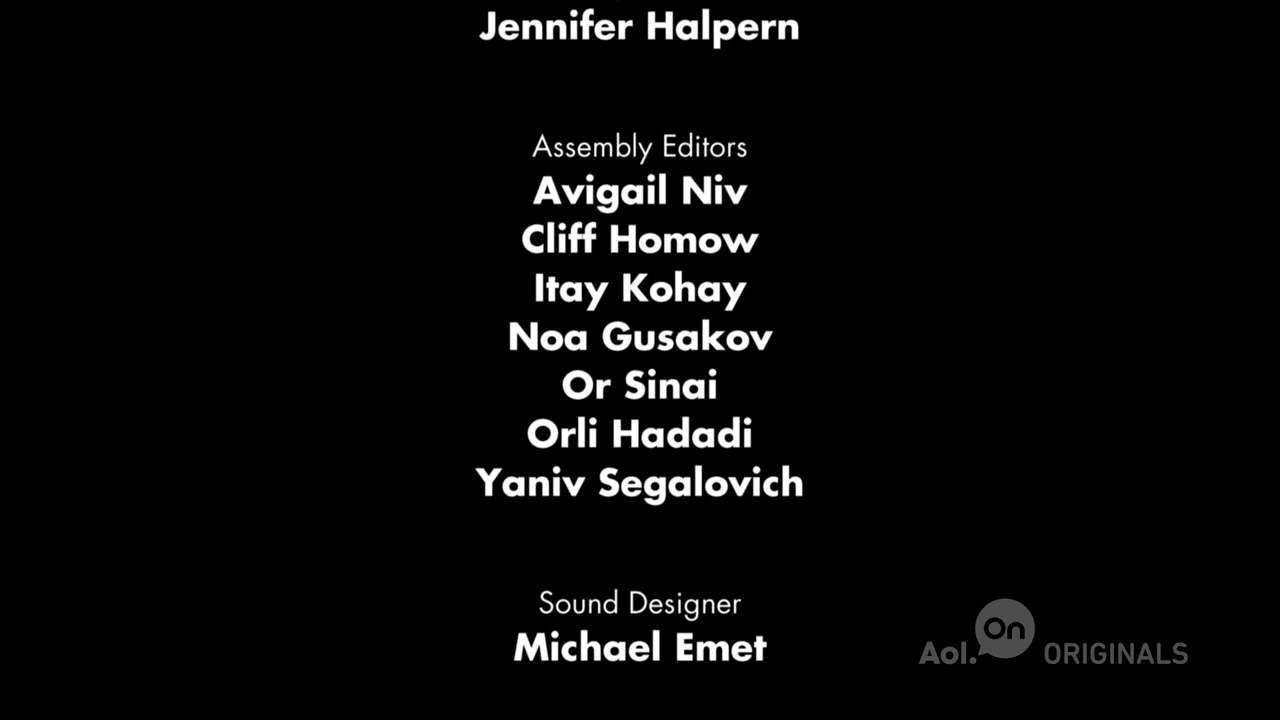 Jennifer Halpern
Assembly Editors
Avigail Niv
Cliff Homow
Itay Kohay
Noa Gusakov
Or Sinai
Orli Hadadi
Yaniv Segalovich
Sound Designer
Michael Emet
Aol. On ORIGINALS